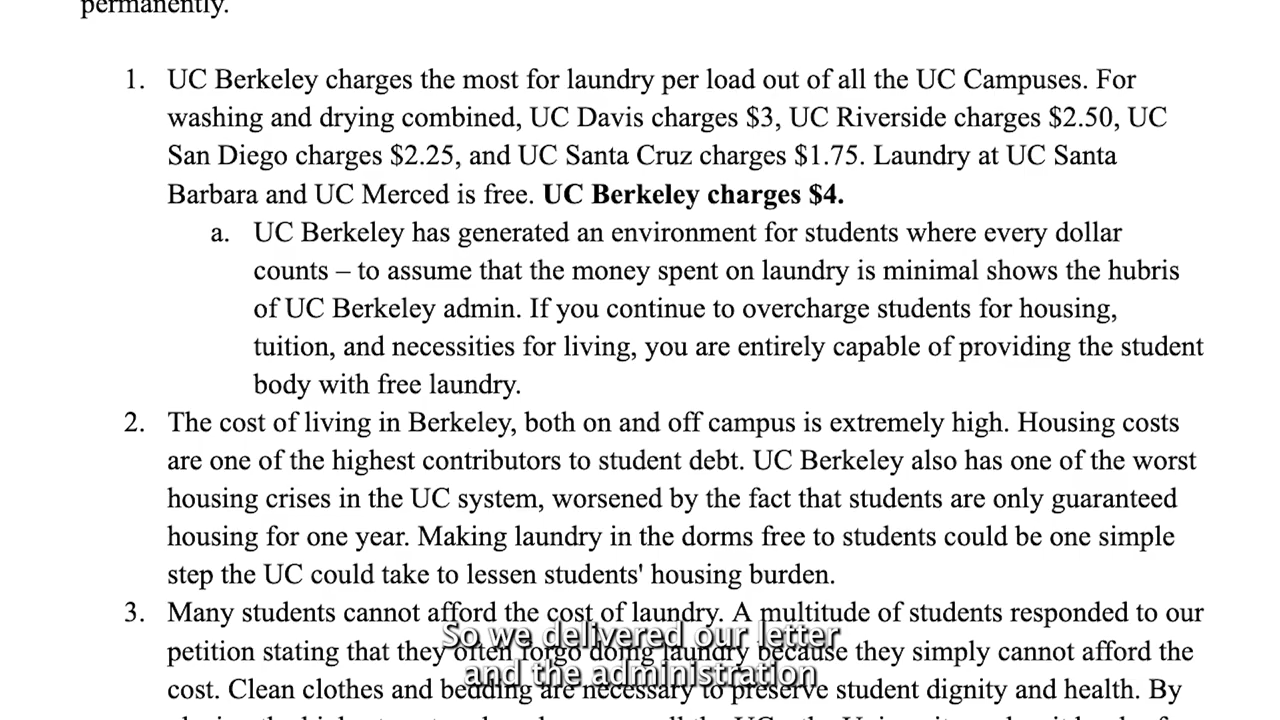 permanently.
1. UC Berkeley charges the most for laundry per load out of all the UC Campuses. For
washing and drying combined, UC Davis charges $3, UC Riverside charges $2.50, UC
San Diego charges $2.25, and UC Santa Cruz charges $1.75. Laundry at UC Santa
Barbara and UC Merced is free. UC Berkeley charges $4.
a. UC Berkeley has generated an environment for students where every dollar
counts – to assume that the money spent on laundry is minimal shows the hubris
of UC Berkeley admin. If you continue to overcharge students for housing,
tuition, and necessities for living, you are entirely capable of providing the student
body with free laundry.
2. The cost of living in Berkeley, both on and off campus is extremely high. Housing costs
are one of the highest contributors to student debt. UC Berkeley also has one of the worst
housing crises in the UC system, worsened by the fact that students are only guaranteed
housing for one year. Making laundry in the dorms free to students could be one simple
step the UC could take to lessen students' housing burden.
3. Many students cannot afford the cost of laundry. A multitude of students responded to our
petition stating that they often forgo doing laundry because they simply cannot afford the
cost. Clean clothes and bedding are necessary to preserve student dignity and health. By
So we delivered our letter
and the administration